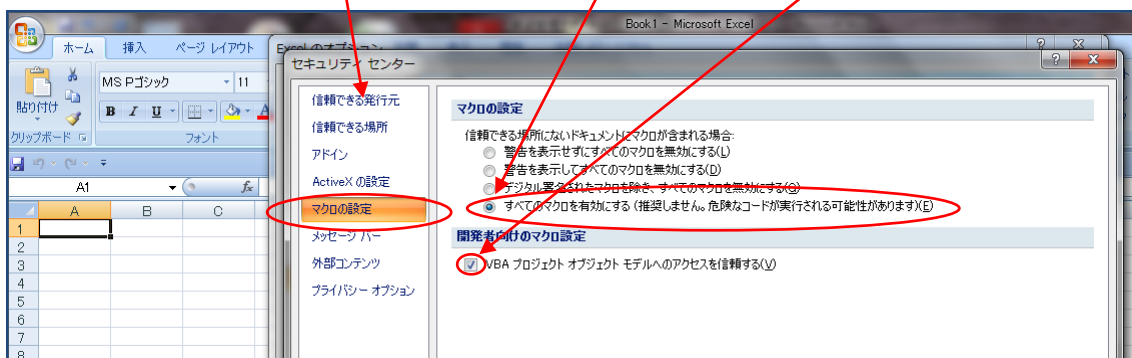 Book1 - Microsoft Excel
ホーム 挿入 ページ レイアウト
Excel のオプション
セキュリティ センター
MS Pゴシック 11
貼り付け
B I U
クリップボード フォント
A1 fx
A B C
1
2
3
4
5
6
7
8
信頼できる発行元
信頼できる場所
アドイン
ActiveX の設定
マクロの設定
メッセージ バー
外部コンテンツ
プライバシー オプション
マクロの設定
信頼できる場所にないドキュメントにマクロが含まれる場合:
警告を表示せずにすべてのマクロを無効にする(L)
警告を表示してすべてのマクロを無効にする(D)
デジタル署名されたマクロを除き、すべてのマクロを無効にする(G)
すべてのマクロを有効にする (推奨しません。危険なコードが実行される可能性があります)(E)
開発者向けのマクロ設定
VBA プロジェクト オブジェクト モデルへのアクセスを信頼する(V)